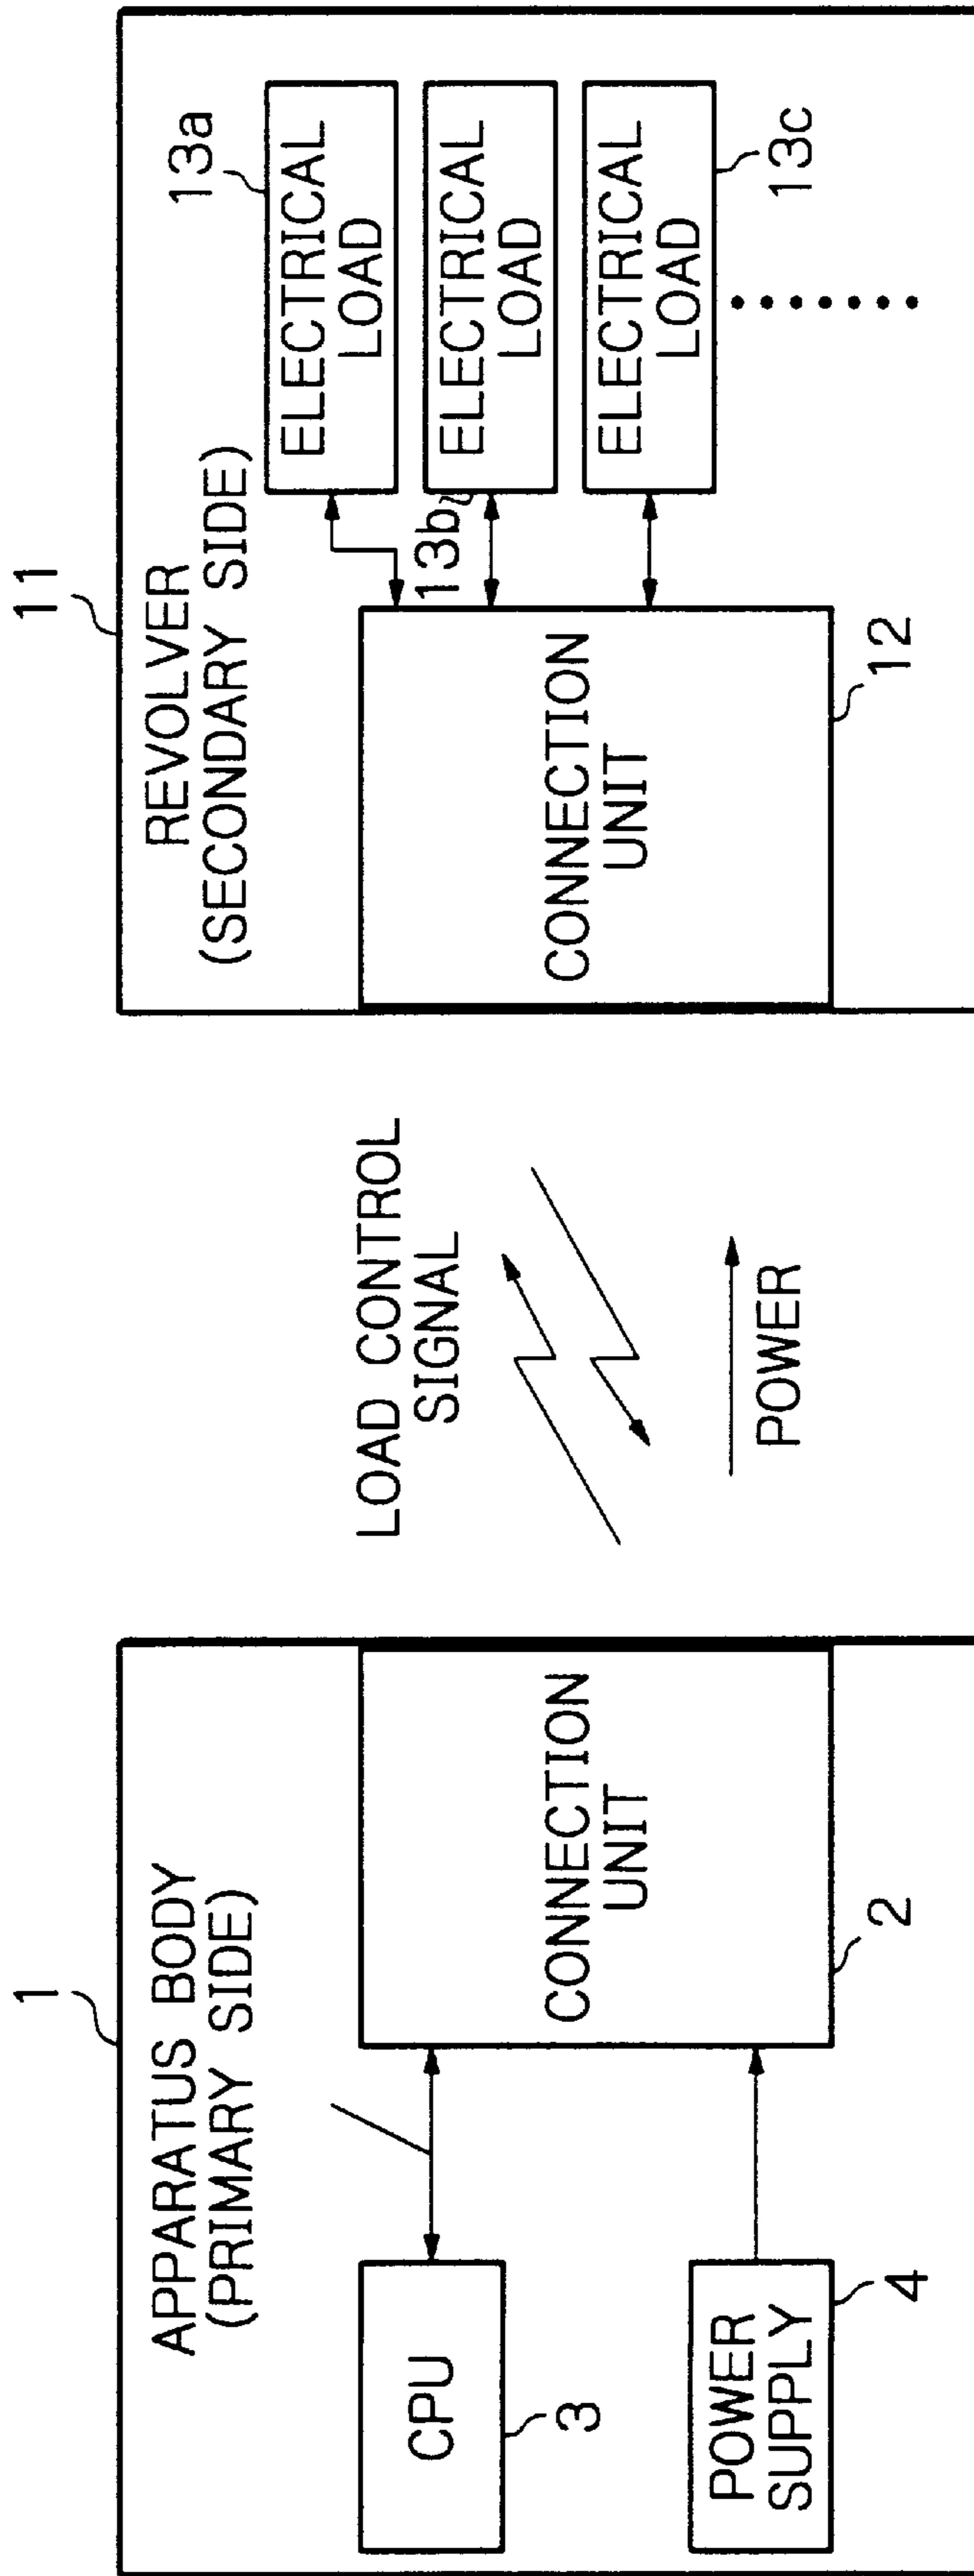 1
APPARATUS BODY
(PRIMARY SIDE)
CPU
3
POWER
SUPPLY
4
CONNECTION
UNIT
2
LOAD CONTROL
SIGNAL
POWER
11
REVOLVER
(SECONDARY SIDE)
CONNECTION
UNIT
12
13a
ELECTRICAL
LOAD
13b
ELECTRICAL
LOAD
ELECTRICAL
LOAD
13c